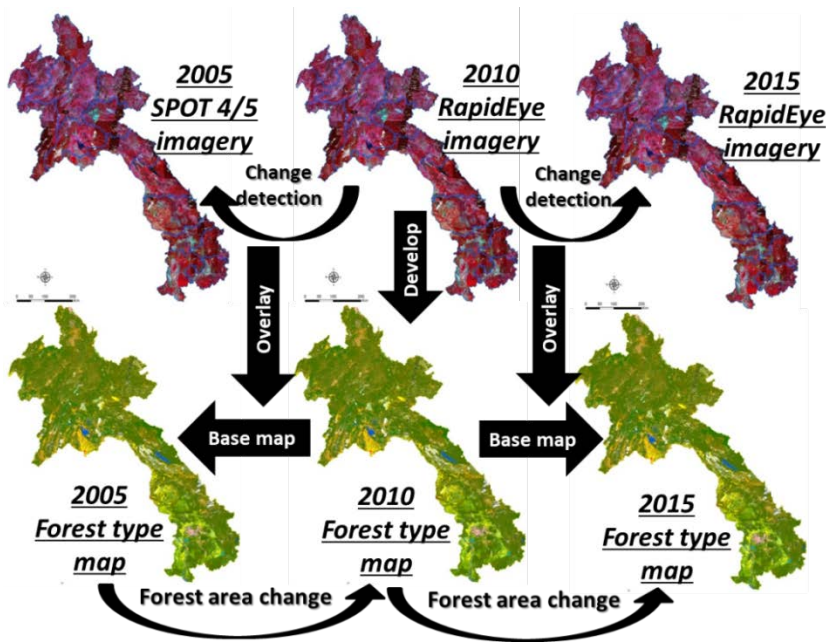 2005
SPOT 4/5
imagery
2010
RapidEye
imagery
2015
RapidEye
imagery
Change
detection
Change
detection
Overlay
Develop
Overlay
Base map
Base map
2005
Forest type
map
2010
Forest type
map
2015
Forest type
map
Forest area change
Forest area change